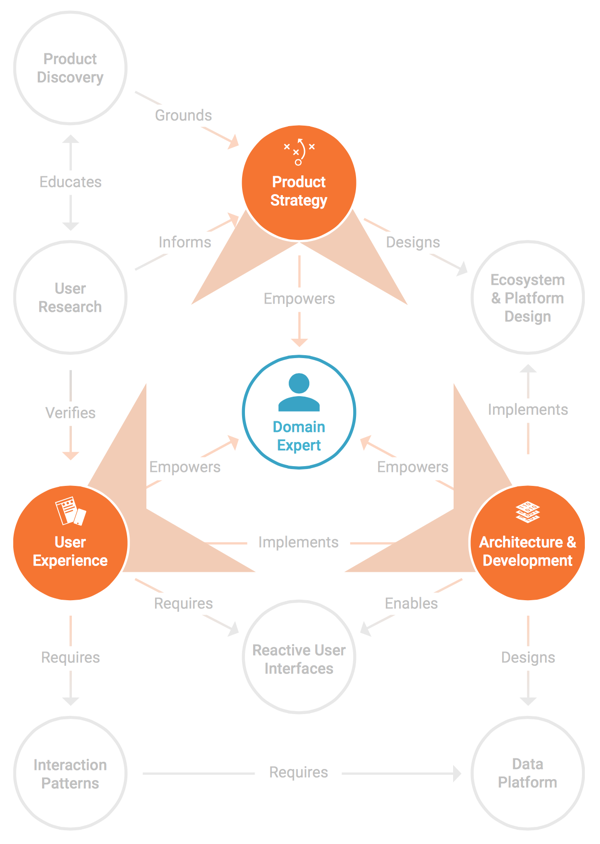 Product
Discovery
Grounds
Product
Strategy
Educates
Informs
Designs
User
Research
Ecosystem
& Platform
Design
Empowers
Verifies
Domain
Expert
Implements
Empowers
Empowers
User
Experience
Implements
Architecture &
Development
Requires
Enables
Reactive User
Interfaces
Requires
Designs
Interaction
Patterns
Requires
Data
Platform